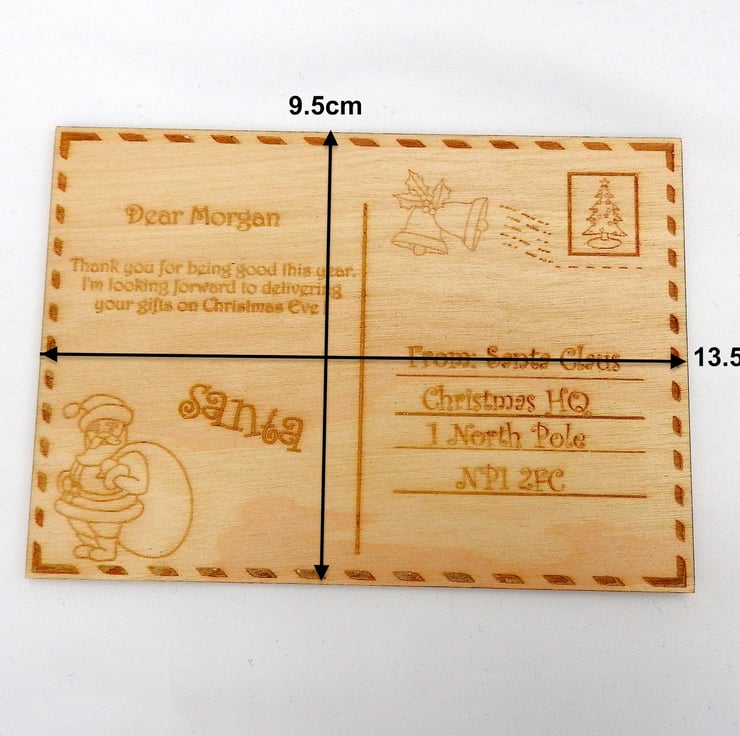 9.5cm
13.5
Dear Morgan
Thank you for being good this year.
I'm looking forward to delivering
your gifts on Christmas Eve !
Santa
From: Santa Claus
Christmas HQ
1 North Pole
NP1 2FC